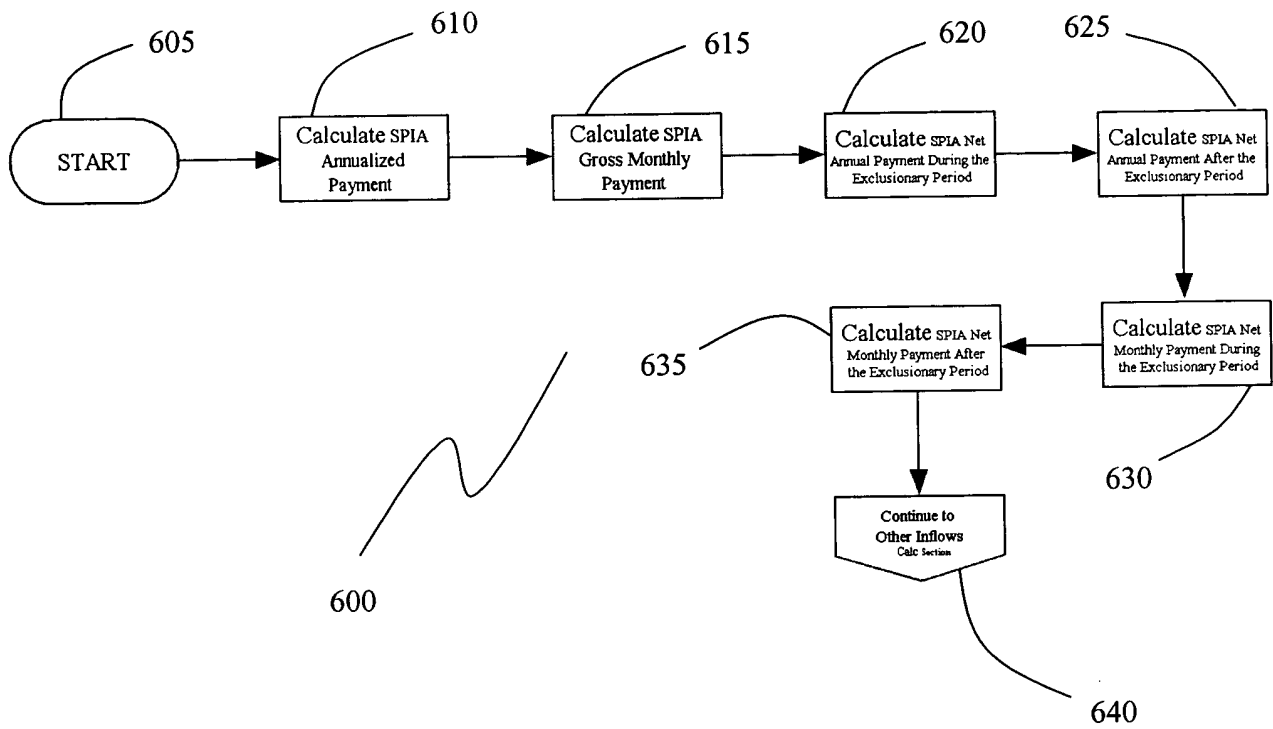 605
610
615
620
625
START
Calculate SPIA
Annualized
Payment
Calculate SPIA
Gross Monthly
Payment
Calculate SPIA Net
Annual Payment During the
Exclusionary Period
Calculate SPIA Net
Annual Payment After the
Exclusionary Period
Calculate SPIA Net
Monthly Payment During
the Exclusionary Period
630
Calculate SPIA Net
Monthly Payment After
the Exclusionary Period
635
Continue to
Other Inflows
Calc Section
640
600